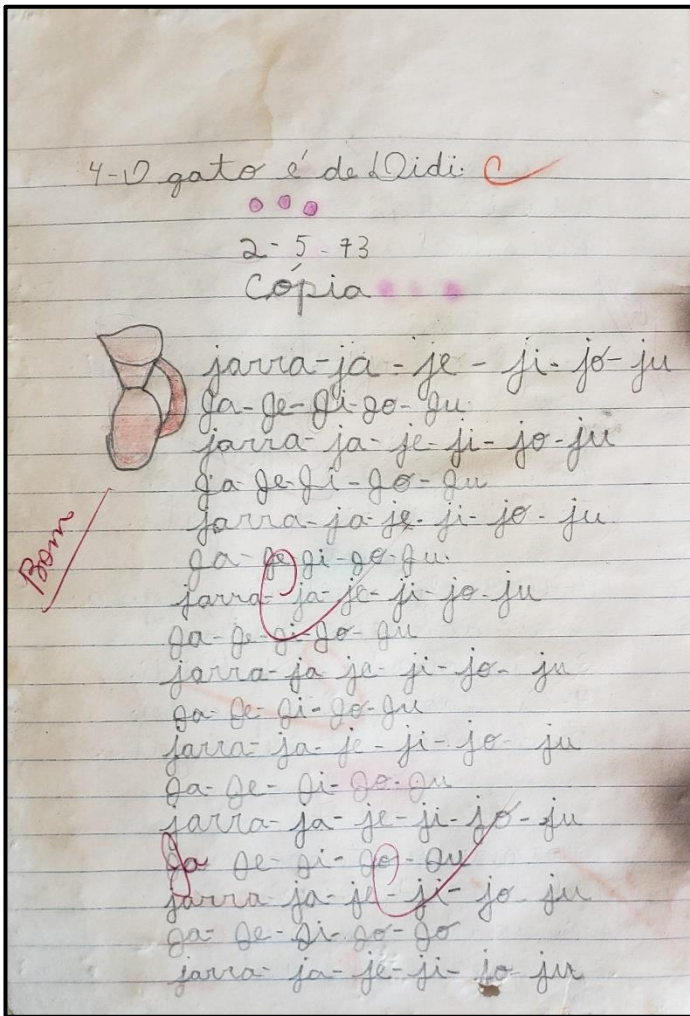 4-O gato é de Didi.
2-5-73
Cópia
jarra-ja-je-ji-jo-ju
Ja-Je-Ji-Jo-Ju
jarra-ja-je-ji-jo-ju
Ja-Je-Ji-Jo-Ju
jarra-ja-je-ji-jo-ju
Ja-Je-Ji-Jo-Ju.
Bom
jarra-ja-je-ji-jo-ju
Ja-Je-Ji-Jo-Ju
jarra-ja-je-ji-jo-ju
Ja-Je-Ji-Jo-Ju
jarra-ja-je-ji-jo-ju
Ja-Je-Ji-Jo-Ju
jarra-ja-je-ji-jo-ju
Ja Je-Ji-Jo-Ju
jarra-ja-je-ji-jo ju
Ja-Je-Ji-Jo-Jo
jarra-ja-je-ji-jo ju